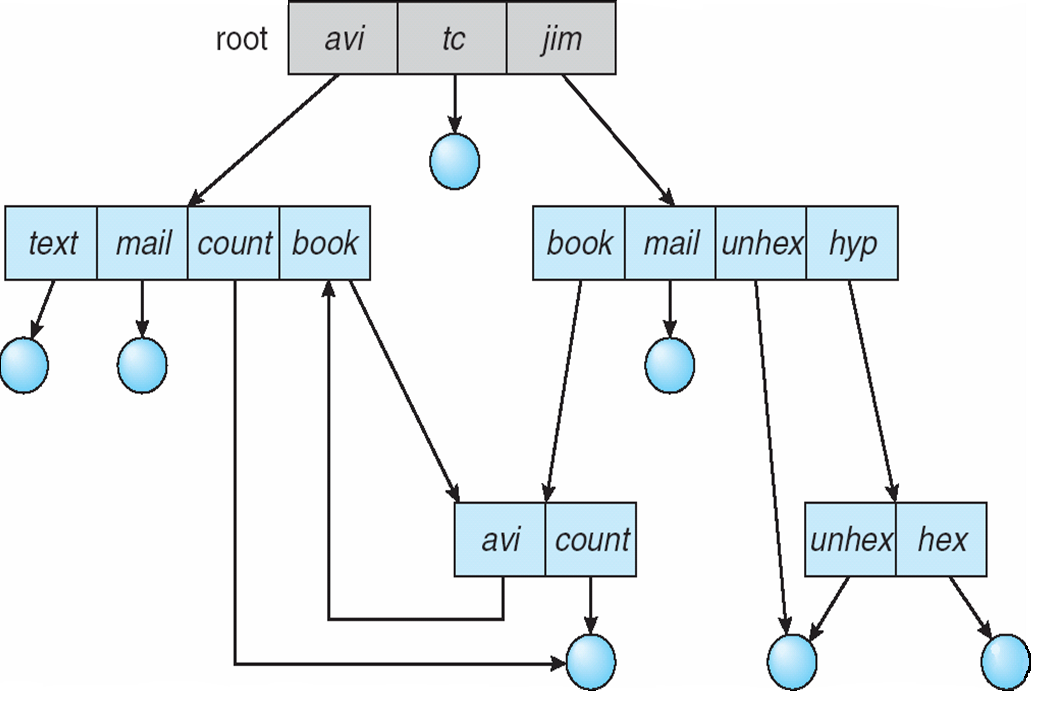 root avi tc jim
text mail count book
book mail unhex hyp
avi count
unhex hex